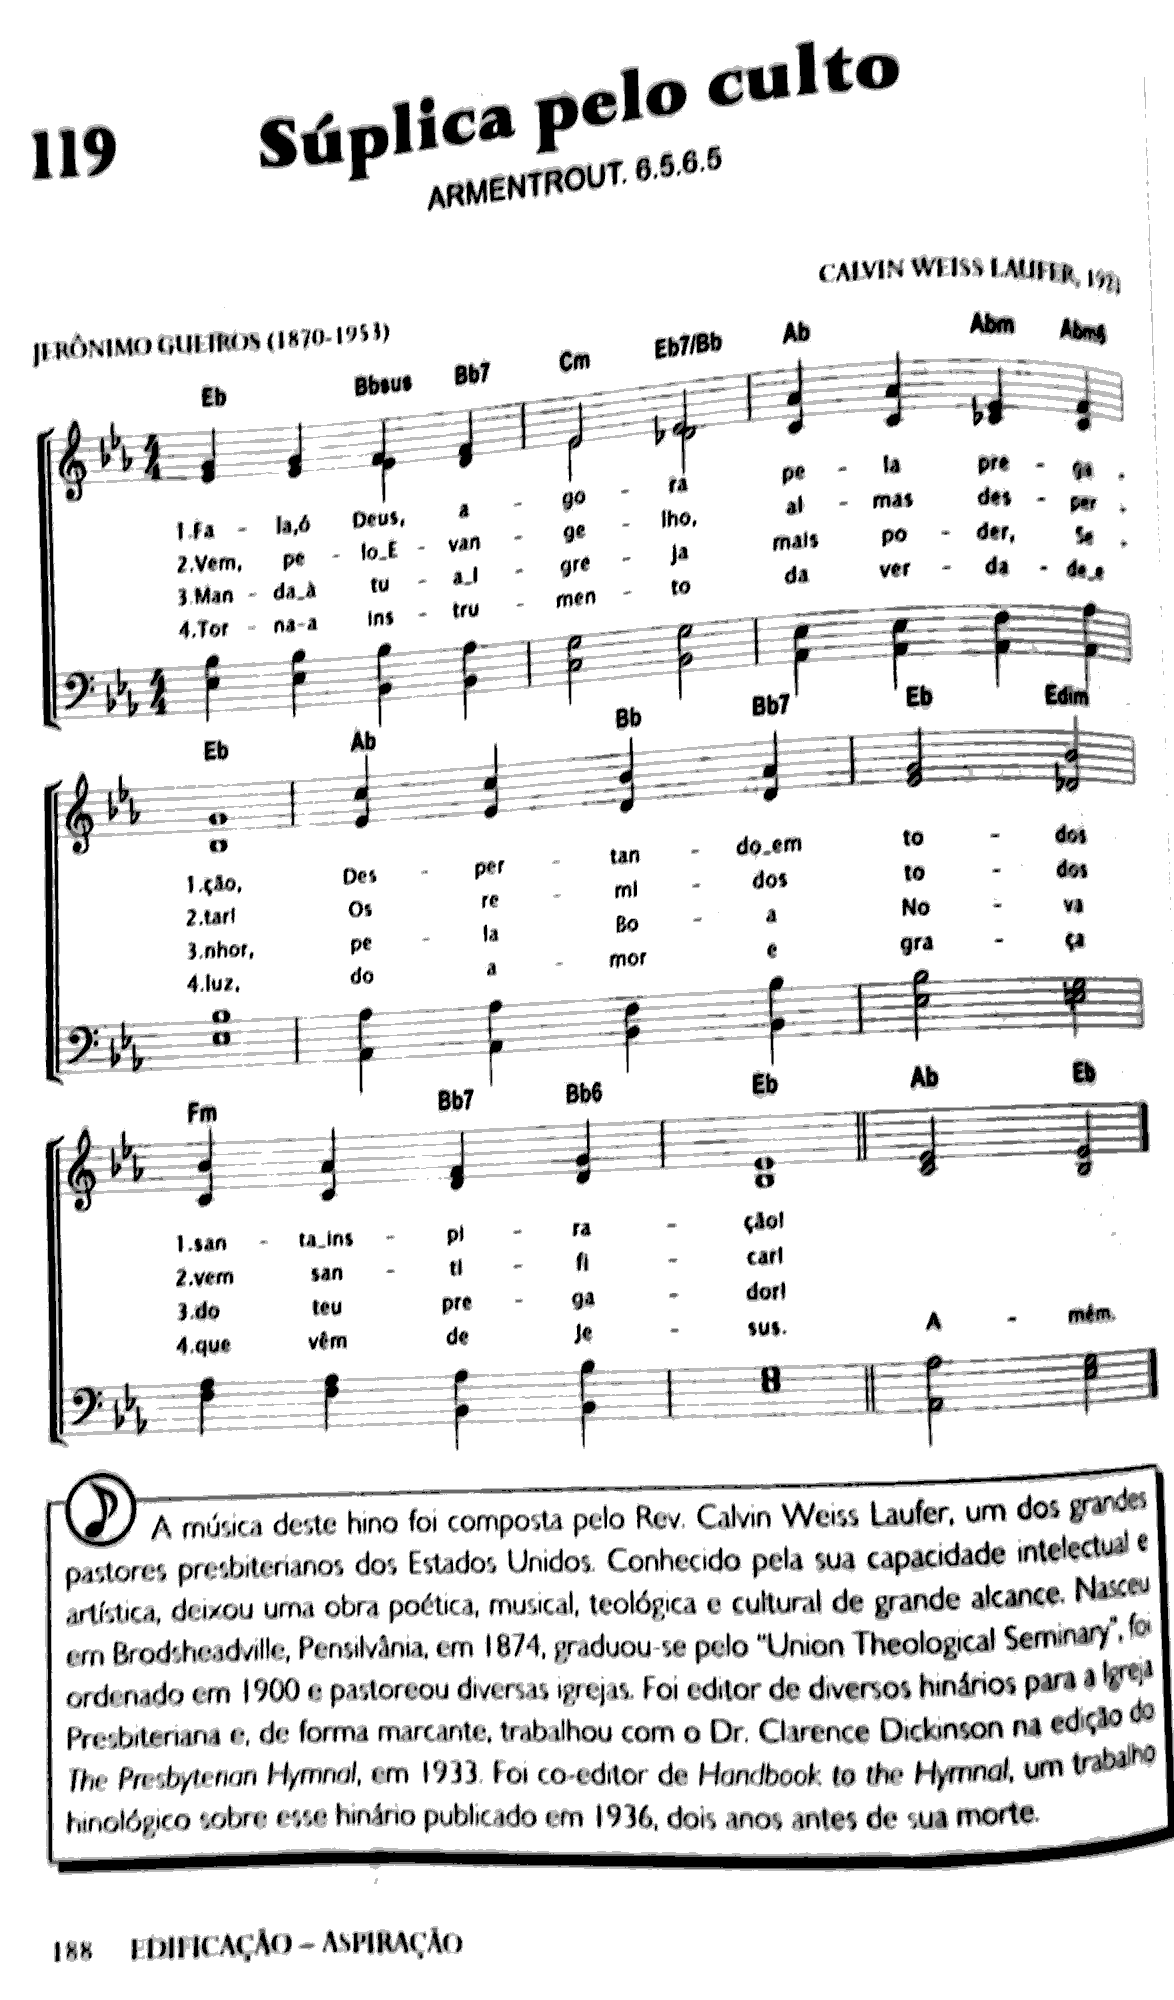 119 Súplica pelo culto
ARMENTROUT. 6.5.6.5
CALVIN WEISS LAUFER,
JERÔNIMO GUEIROS (1870-1953)
Eb Bbsus Bb7 Cm Eb7/Bb Ab Abm Abm6
1.Fa - la,ó Deus, a - go - ra pe - la pre - ga -
2.Vem, pe - lo_E - van - ge - lho, al - mas des - per -
3.Man - da_à tu - a_I - gre - ja mais po - der, Se -
4.Tor - na-a ins - tru - men - to da ver - da - de_e
Eb Ab Bb Bb7 Eb Edim
1.ção, Des - per - tan - do_em to - dos
2.tar! Os re - mi - dos to - dos
3.nhor, pe - la Bo - a No - va
4.luz, do a - mor e gra - ça
Fm Bb7 Bb6 Eb Ab Eb
1.san - ta_ins - pi - ra - ção!
2.vem san - ti - fi - car!
3.do teu pre - ga - dor!
4.que vêm de Je - sus. A - mém.
A música deste hino foi composta pelo Rev. Calvin Weiss Laufer, um dos grandes
pastores presbiterianos dos Estados Unidos. Conhecido pela sua capacidade intelectual e
artística, deixou uma obra poética, musical, teológica e cultural de grande alcance. Nasceu
em Brodsheadville, Pensilvânia, em 1874, graduou-se pelo "Union Theological Seminary", foi
ordenado em 1900 e pastoreou diversas igrejas. Foi editor de diversos hinários para a Igreja
Presbiteriana e, de forma marcante, trabalhou com o Dr. Clarence Dickinson na edição do
The Presbyterian Hymnal, em 1933. Foi co-editor de Handbook to the Hymnal, um trabalho
hinológico sobre esse hinário publicado em 1936, dois anos antes de sua morte.
188 EDIFICAÇÃO – ASPIRAÇÃO